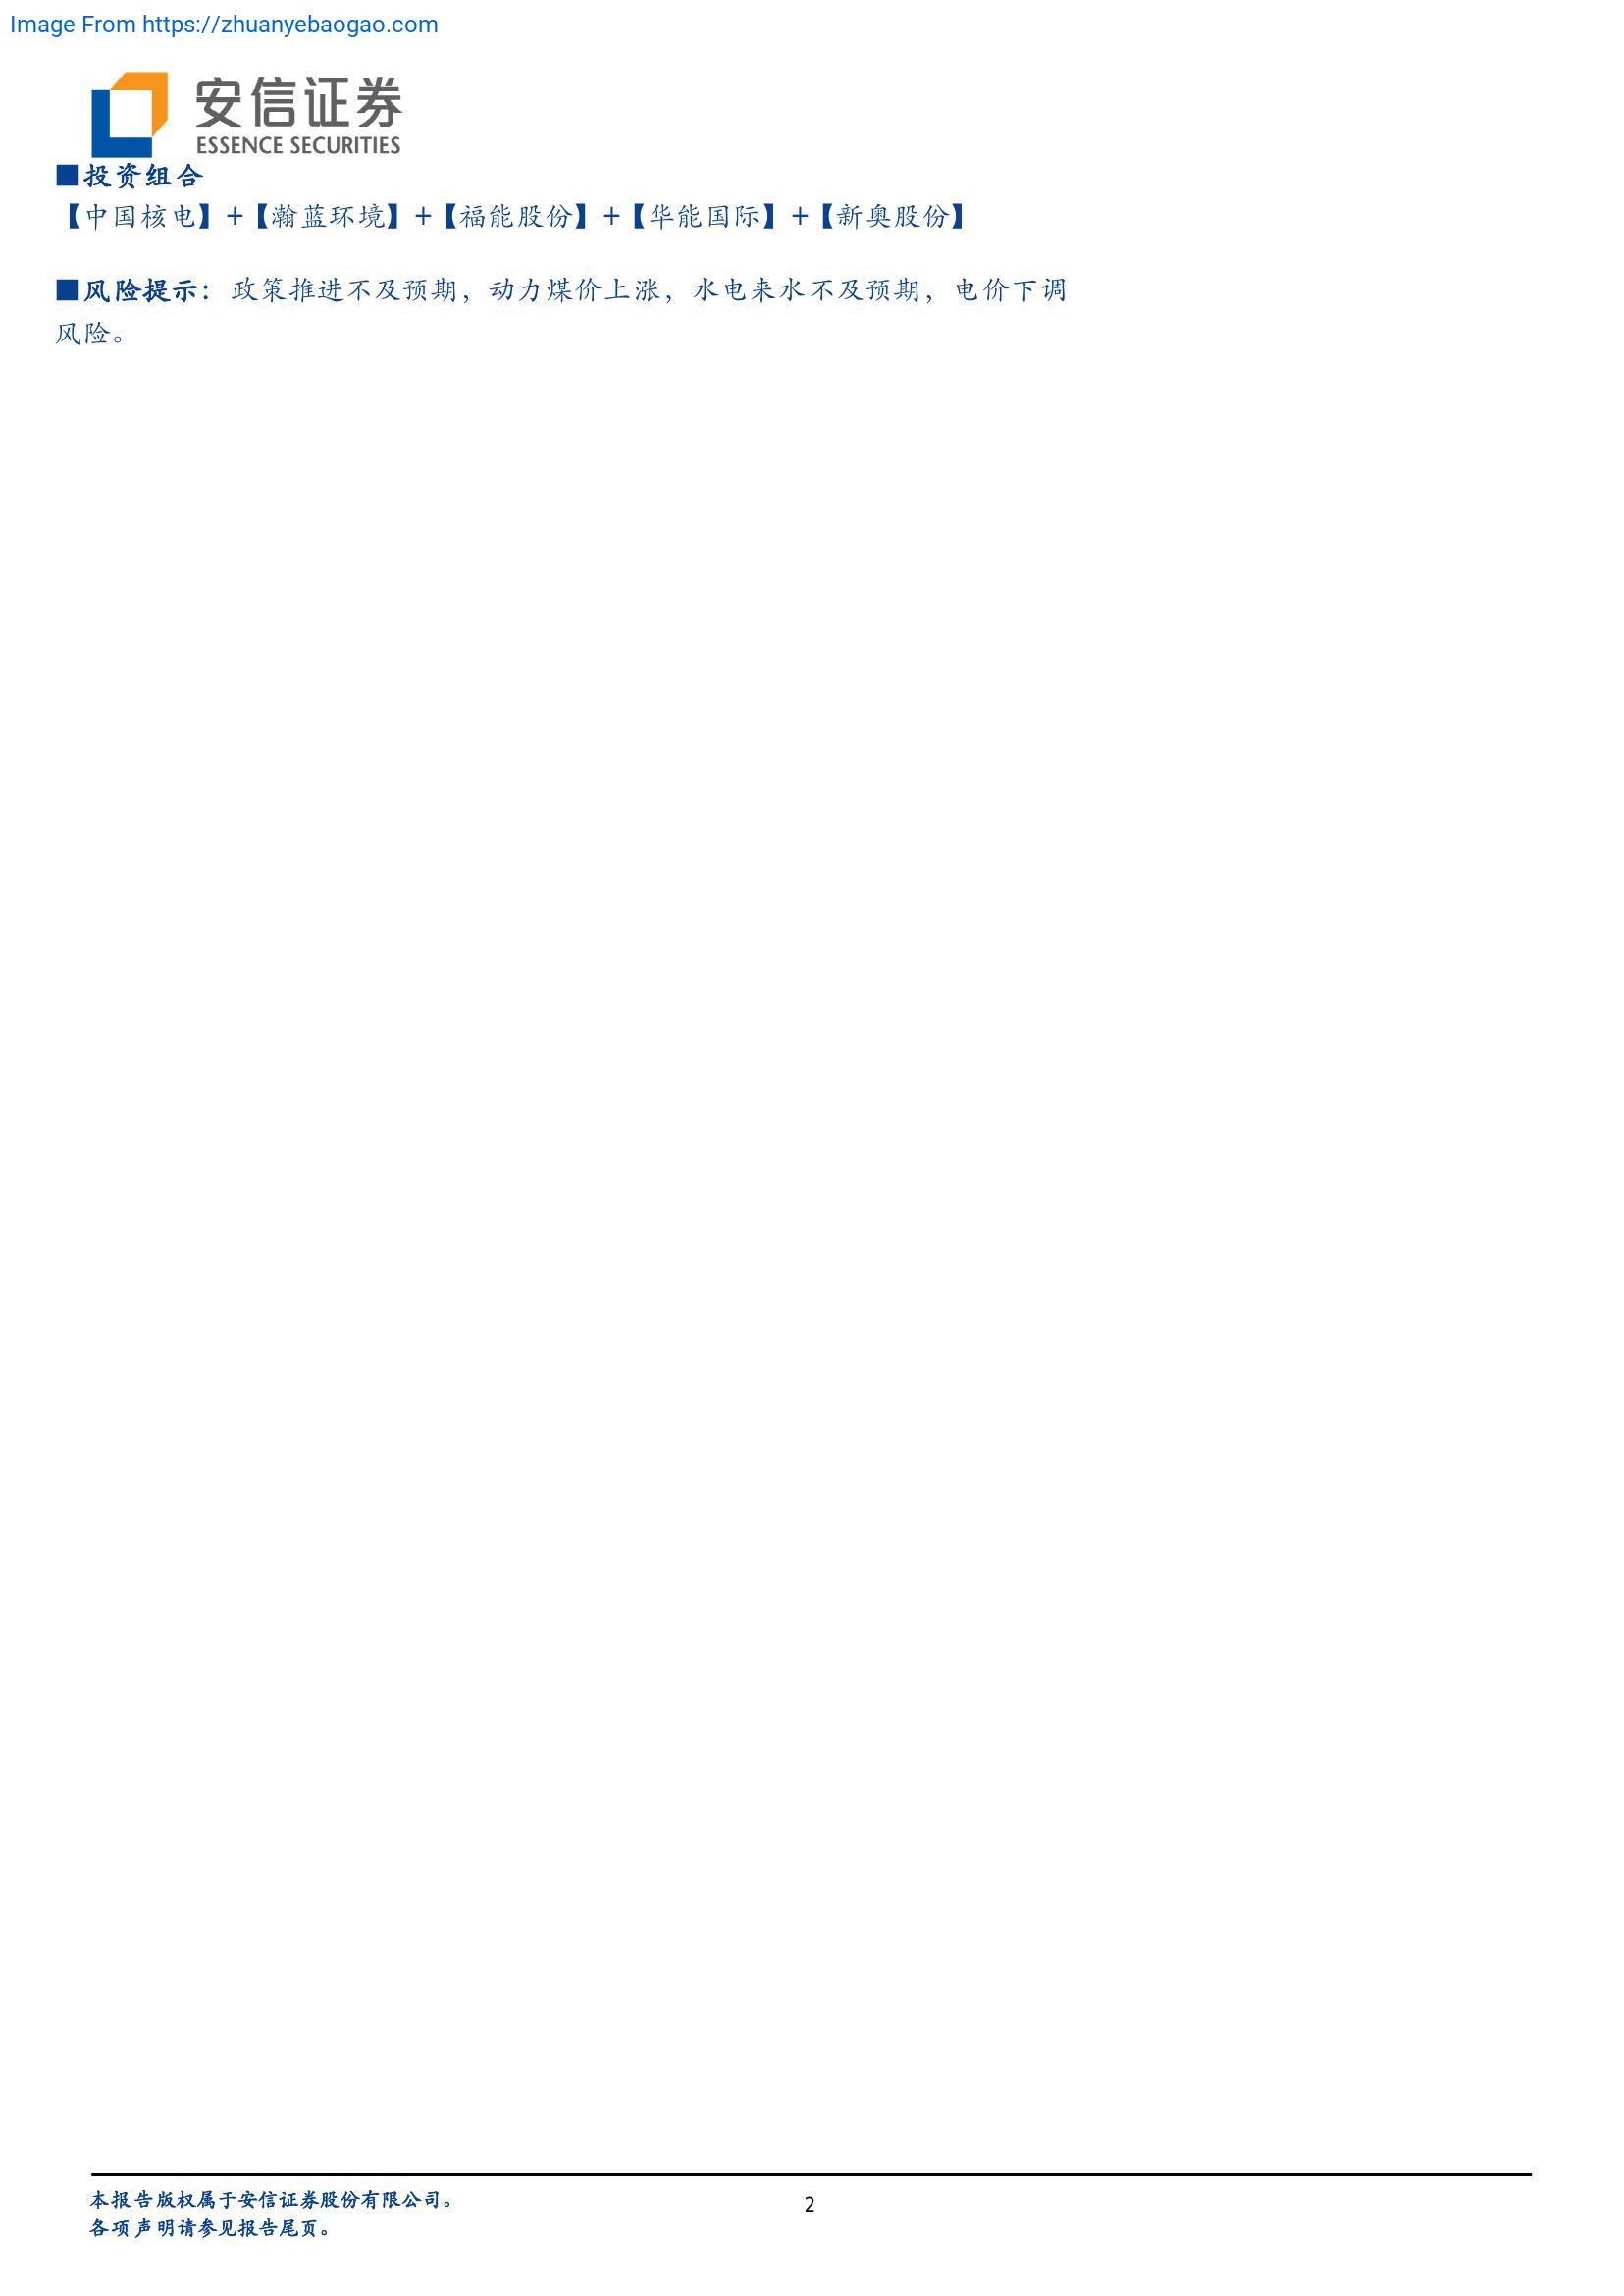 Image From https://zhuanyebaogao.com
安信证券
ESSENCE SECURITIES
■投资组合
【中国核电】+【瀚蓝环境】+【福能股份】+【华能国际】+【新奥股份】
■风险提示：政策推进不及预期，动力煤价上涨，水电来水不及预期，电价下调
风险。
本报告版权属于安信证券股份有限公司。
2
各项声明请参见报告尾页。